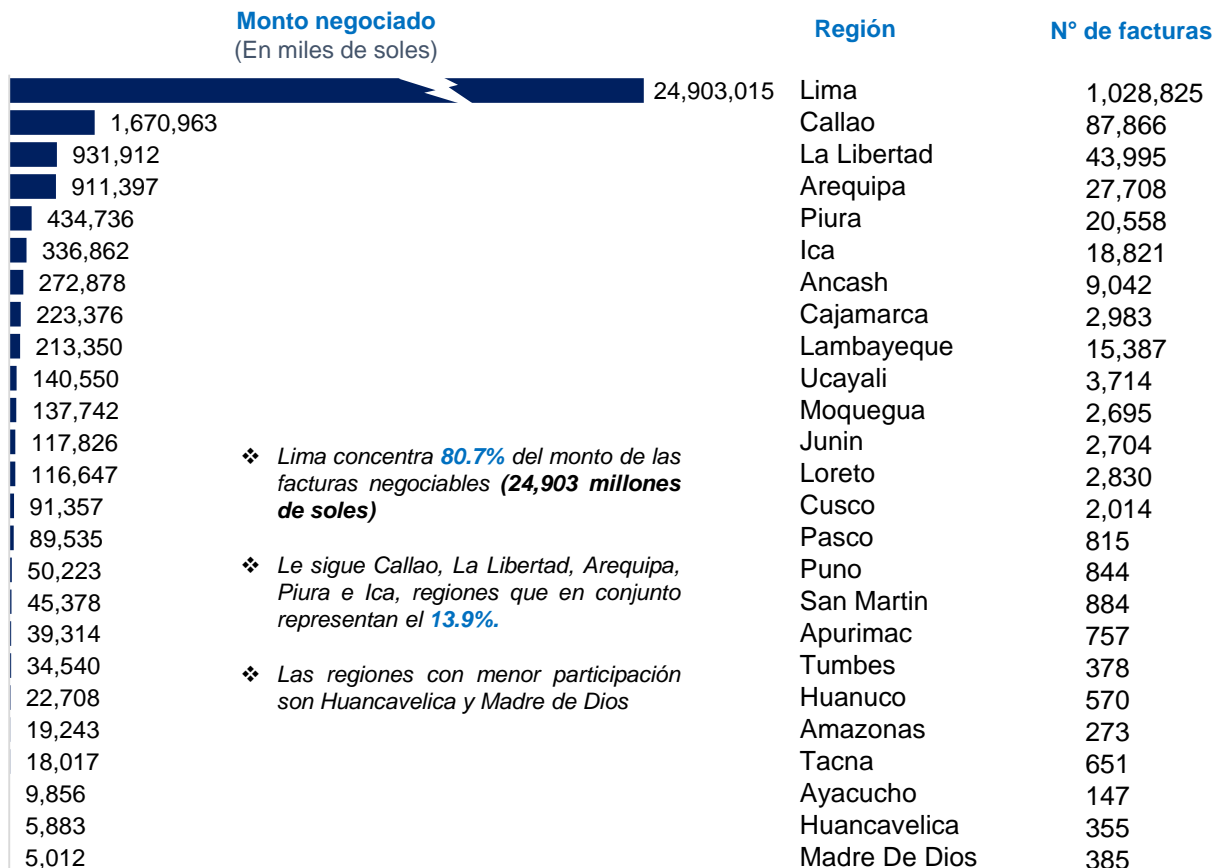 Monto negociado
(En miles de soles)
Región
N° de facturas
24,903,015 Lima 1,028,825
1,670,963 Callao 87,866
931,912 La Libertad 43,995
911,397 Arequipa 27,708
434,736 Piura 20,558
336,862 Ica 18,821
272,878 Ancash 9,042
223,376 Cajamarca 2,983
213,350 Lambayeque 15,387
140,550 Ucayali 3,714
137,742 Moquegua 2,695
117,826 Junin 2,704
116,647 Loreto 2,830
91,357 Cusco 2,014
89,535 Pasco 815
50,223 Puno 844
45,378 San Martin 884
39,314 Apurimac 757
34,540 Tumbes 378
22,708 Huanuco 570
19,243 Amazonas 273
18,017 Tacna 651
9,856 Ayacucho 147
5,883 Huancavelica 355
5,012 Madre De Dios 385
❖ Lima concentra 80.7% del monto de las
facturas negociables (24,903 millones
de soles)
❖ Le sigue Callao, La Libertad, Arequipa,
Piura e Ica, regiones que en conjunto
representan el 13.9%.
❖ Las regiones con menor participación
son Huancavelica y Madre de Dios